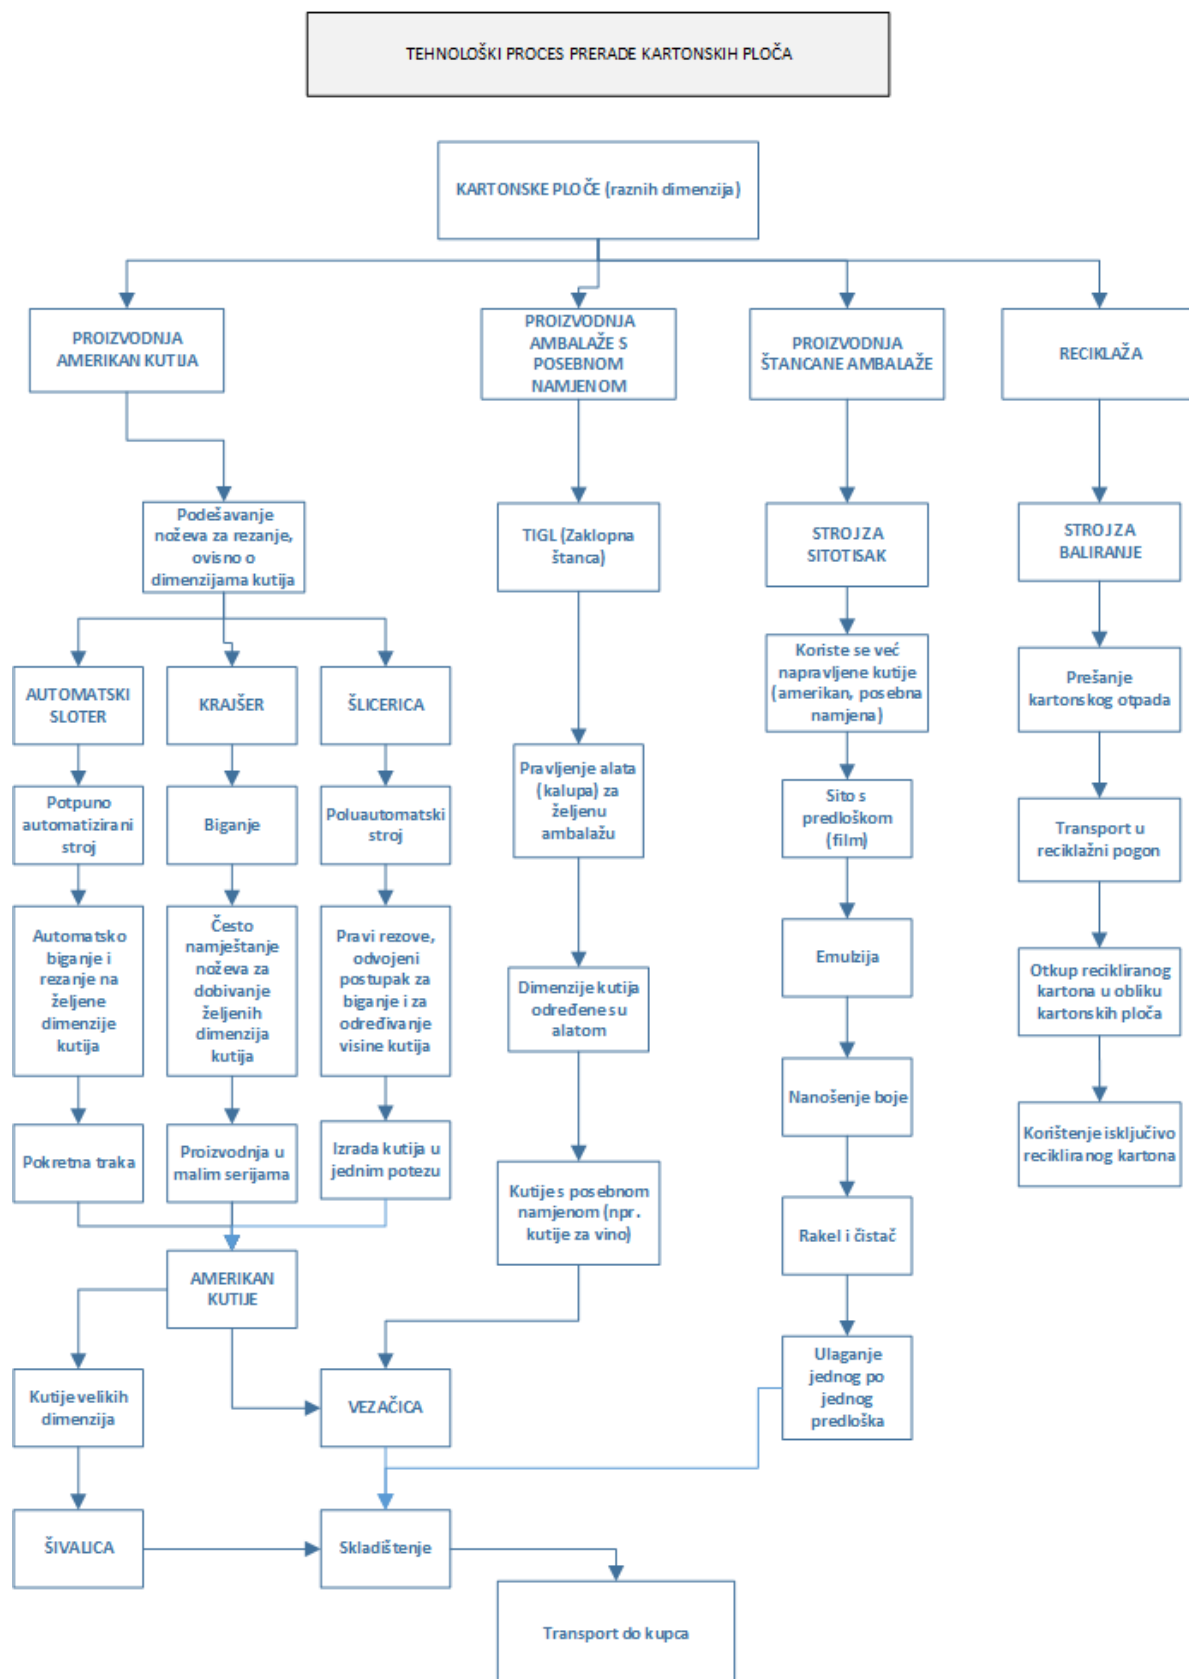 TEHNOLOŠKI PROCES PRERADE KARTONSKIH PLOČA
KARTONSKE PLOČE (raznih dimenzija)
PROIZVODNJA
AMERIKAN KUTIJA
PROIZVODNJA
AMBALAŽE S
POSEBNOM
NAMJENOM
PROIZVODNJA
ŠTANCANE AMBALAŽE
RECIKLAŽA
Podešavanje
noževa za rezanje,
ovisno o
dimenzijama kutija
TIGL (Zaklopna
štanca)
STROJ ZA
SITOTISAK
STROJ ZA
BALIRANJE
AUTOMATSKI
SLOTER
KRAJŠER
ŠLICERICA
Koriste se već
napravljene kutije
(amerikan, posebna
namjena)
Prešanje
kartonskog otpada
Potpuno
automatizirani
stroj
Biganje
Poluautomatski
stroj
Pravljenje alata
(kalupa) za
željenu
ambalažu
Sito s
predloškom
(film)
Transport u
reciklažni pogon
Automatsko
biganje i
rezanje na
željene
dimenzije
kutija
Često
namještanje
noževa za
dobivanje
željenih
dimenzija
kutija
Pravi rezove,
odvojeni
postupak za
biganje i za
određivanje
visine kutija
Dimenzije kutija
određene su
alatom
Emulzija
Otkup recikliranog
kartona u obliku
kartonskih ploča
Nanošenje boje
Pokretna traka
Proizvodnja u
malim serijama
Izrada kutija u
jednim potezu
Korištenje isključivo
recikliranog kartona
Kutije s posebnom
namjenom (npr.
kutije za vino)
Rakel i čistač
AMERIKAN
KUTIJE
Ulaganje
jednog po
jednog
predloška
Kutije velikih
dimenzija
VEZAČICA
ŠIVALICA
Skladištenje
Transport do kupca